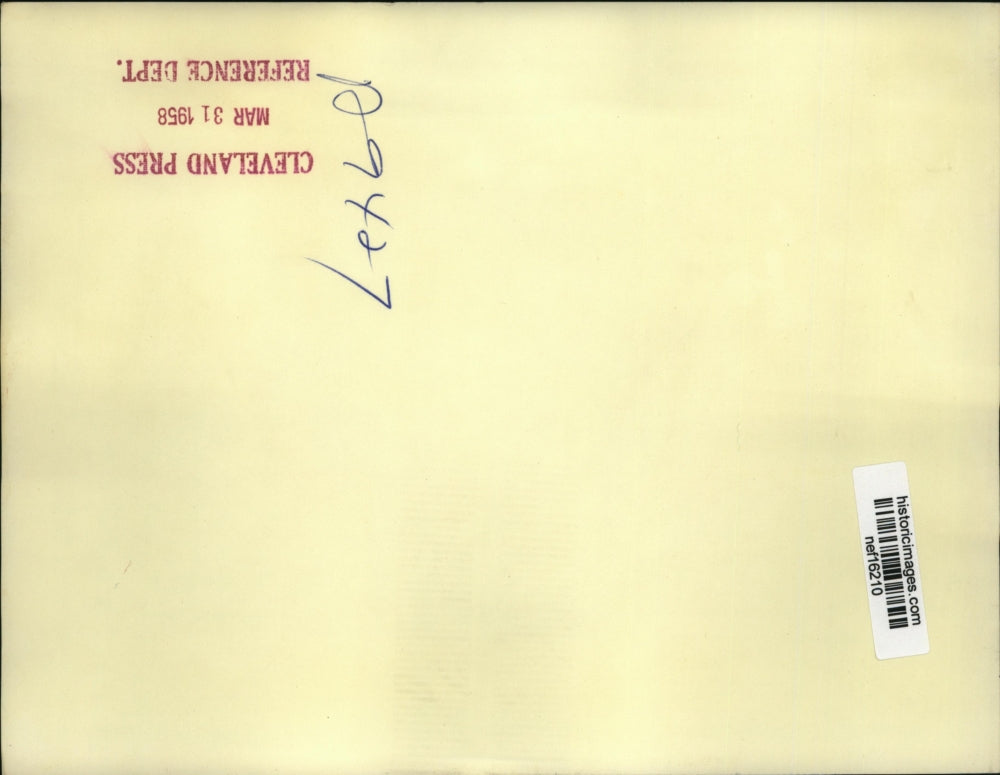 CLEVELAND PRESS
MAR 31 1958
REFERENCE DEPT.
historicimages.com
nef16210